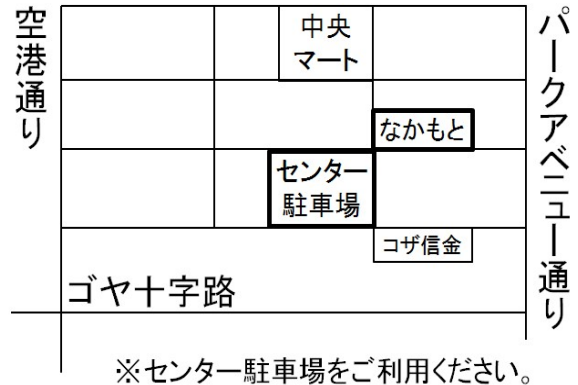 空港通り
中央
マート
パークアベニュー通り
なかもと
センター
駐車場
コザ信金
ゴヤ十字路
※センター駐車場をご利用ください。